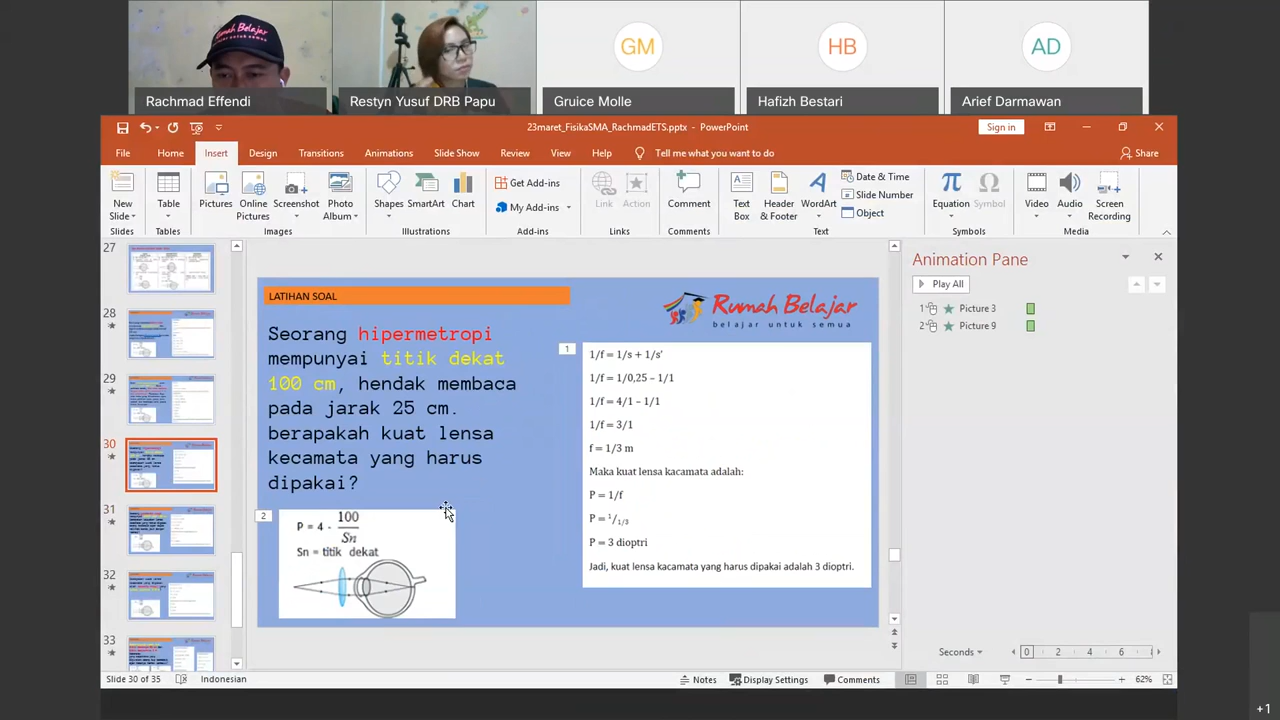 GM
HB
AD
Rumah Belajar
Rachmad Effendi
Restyn Yusuf DRB Papu
Gruice Molle
Hafizh Bestari
Arief Darmawan
23maret_FisikaSMA_RachmadETS.pptx - PowerPoint
Sign in
File
Home
Insert
Design
Transitions
Animations
Slide Show
Review
View
Help
Tell me what you want to do
Share
New Slide
Table
Pictures
Online Pictures
Screenshot
Photo Album
Shapes
SmartArt
Chart
Get Add-ins
My Add-ins
Link
Action
Comment
Text Box
Header & Footer
WordArt
Date & Time
Slide Number
Object
Equation
Symbol
Video
Audio
Screen Recording
Slides
Tables
Images
Illustrations
Add-ins
Links
Comments
Text
Symbols
Media
27
28
29
30
31
32
33
LATIHAN SOAL
Rumah Belajar
belajar untuk semua
Seorang hipermetropi
mempunyai titik dekat
100 cm, hendak membaca
pada jarak 25 cm.
berapakah kuat lensa
kecamata yang harus
dipakai?
2
P = 4 - 100/Sn
Sn = titik dekat
1
1/f = 1/s + 1/s'
1/f = 1/0,25 – 1/1
1/f = 4/1 – 1/1
1/f = 3/1
f = 1/3 m
Maka kuat lensa kacamata adalah:
P = 1/f
P = 1/1/3
P = 3 dioptri
Jadi, kuat lensa kacamata yang harus dipakai adalah 3 dioptri.
Animation Pane
Play All
1 Picture 3
2 Picture 9
Seconds
0 2 4 6
Slide 30 of 35
Indonesian
Notes
Display Settings
Comments
62%
+1